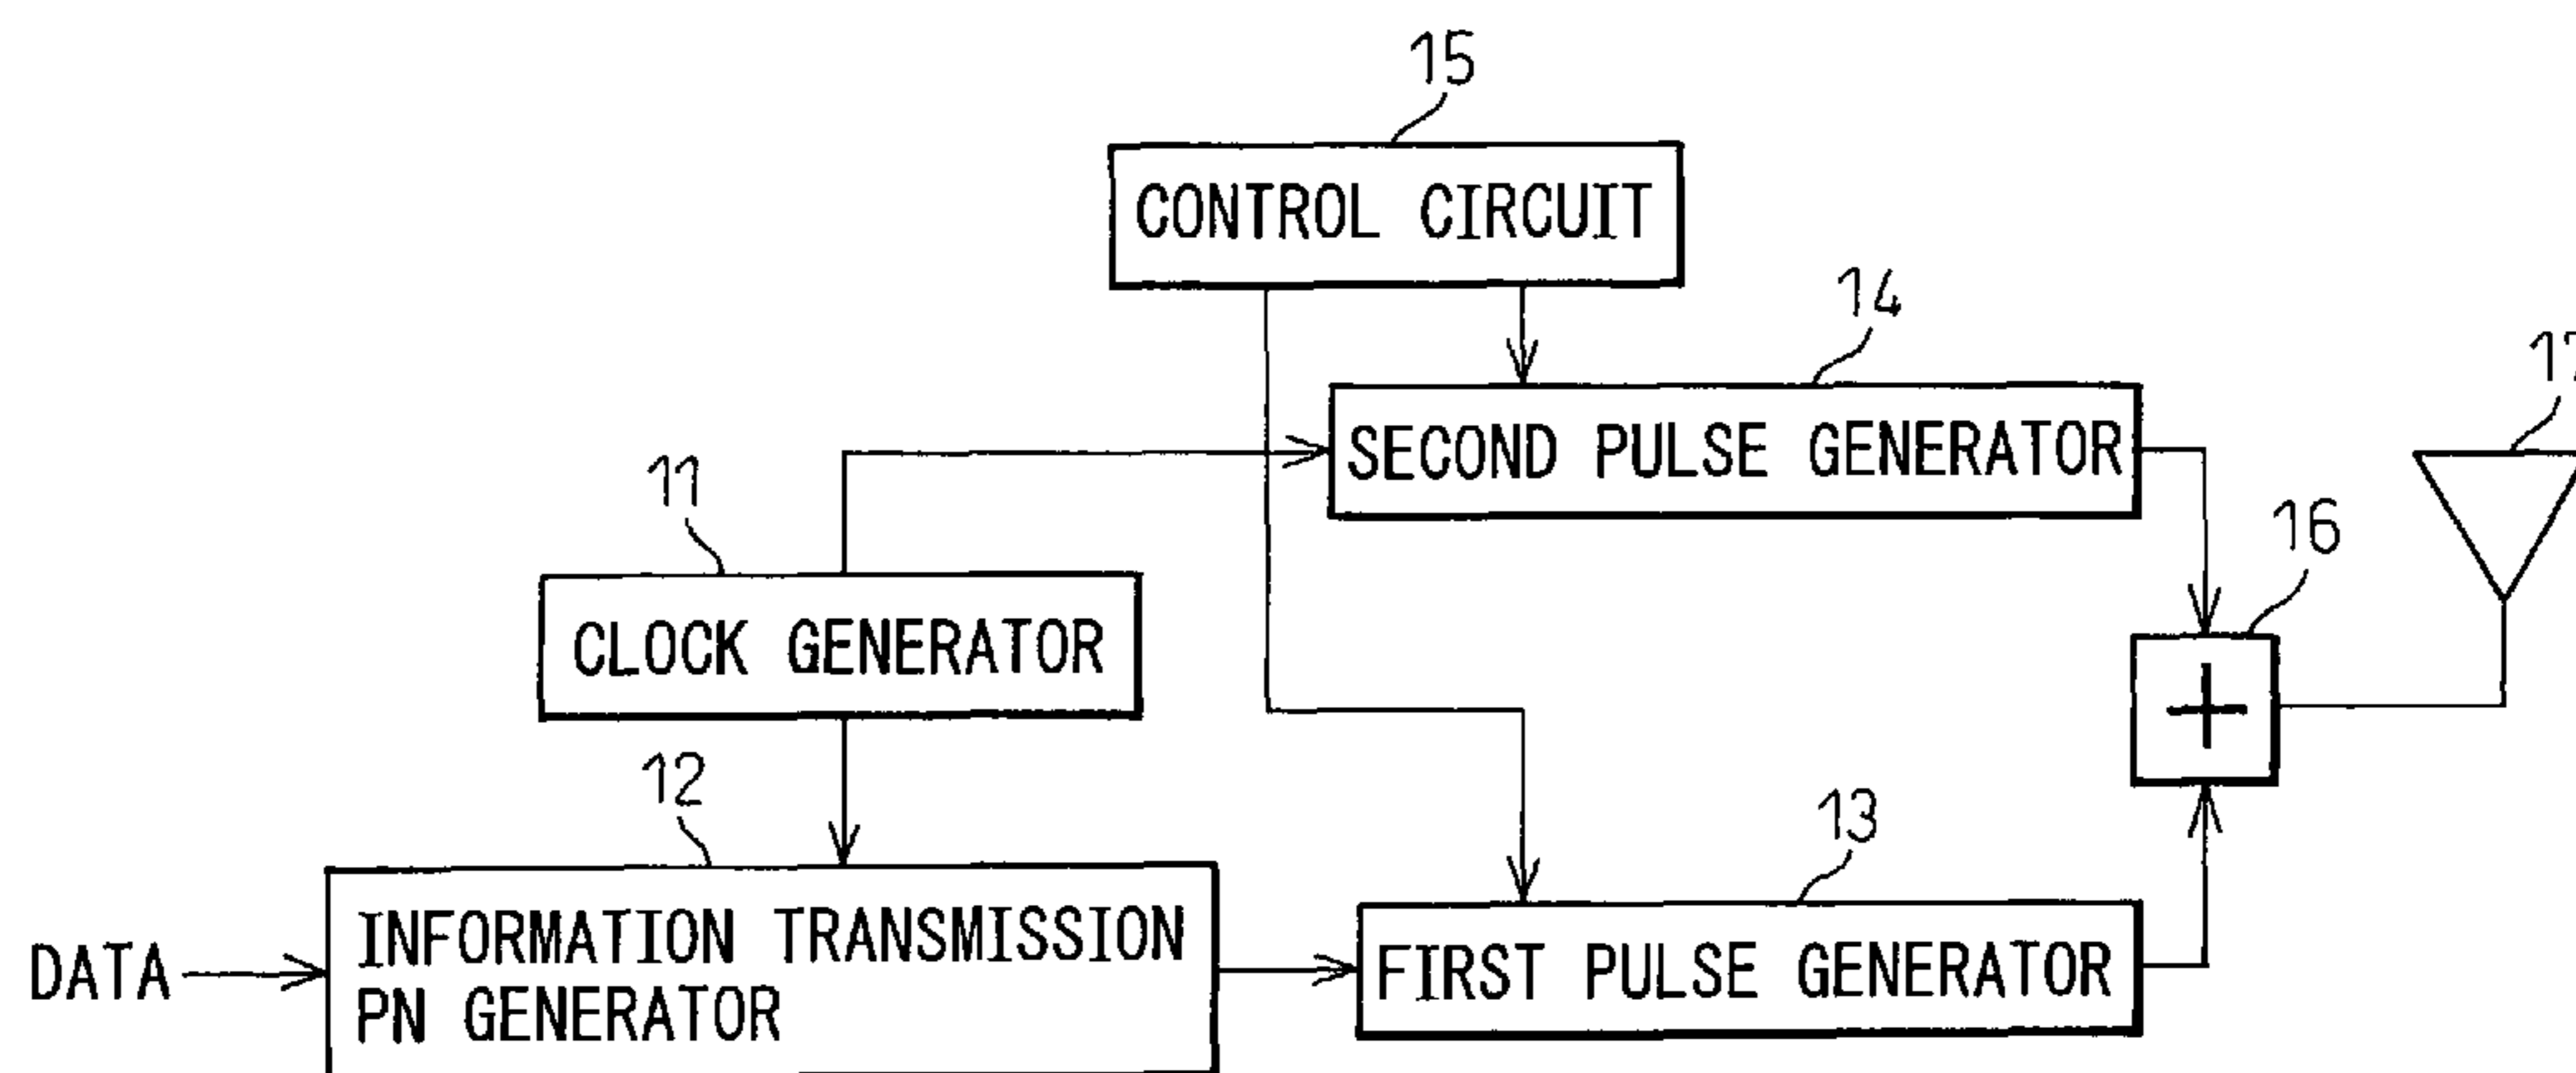 15
CONTROL CIRCUIT
14
SECOND PULSE GENERATOR
17
11
16
CLOCK GENERATOR
12
13
DATA
INFORMATION TRANSMISSION
PN GENERATOR
FIRST PULSE GENERATOR
+